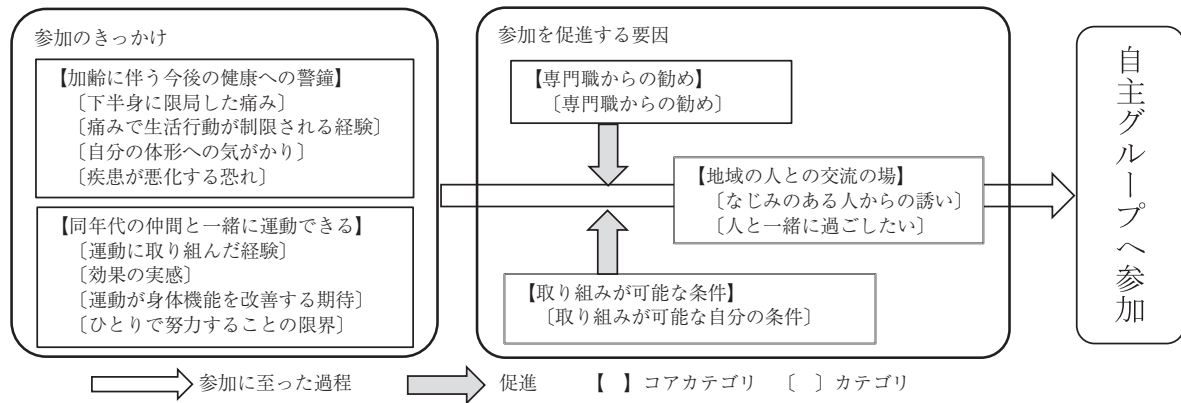 参加のきっかけ
【加齢に伴う今後の健康への警鐘】
〔下半身に限局した痛み〕
〔痛みで生活行動が制限される経験〕
〔自分の体形への気がかり〕
〔疾患が悪化する恐れ〕
【同年代の仲間と一緒に運動できる】
〔運動に取り組んだ経験〕
〔効果の実感〕
〔運動が身体機能を改善する期待〕
〔ひとりで努力することの限界〕
参加を促進する要因
【専門職からの勧め】
〔専門職からの勧め〕
【地域の人との交流の場】
〔なじみのある人からの誘い〕
〔人と一緒に過ごしたい〕
【取り組みが可能な条件】
〔取り組みが可能な自分の条件〕
自主グループへ参加
参加に至った過程 促進 【 】コアカテゴリ 〔 〕カテゴリ